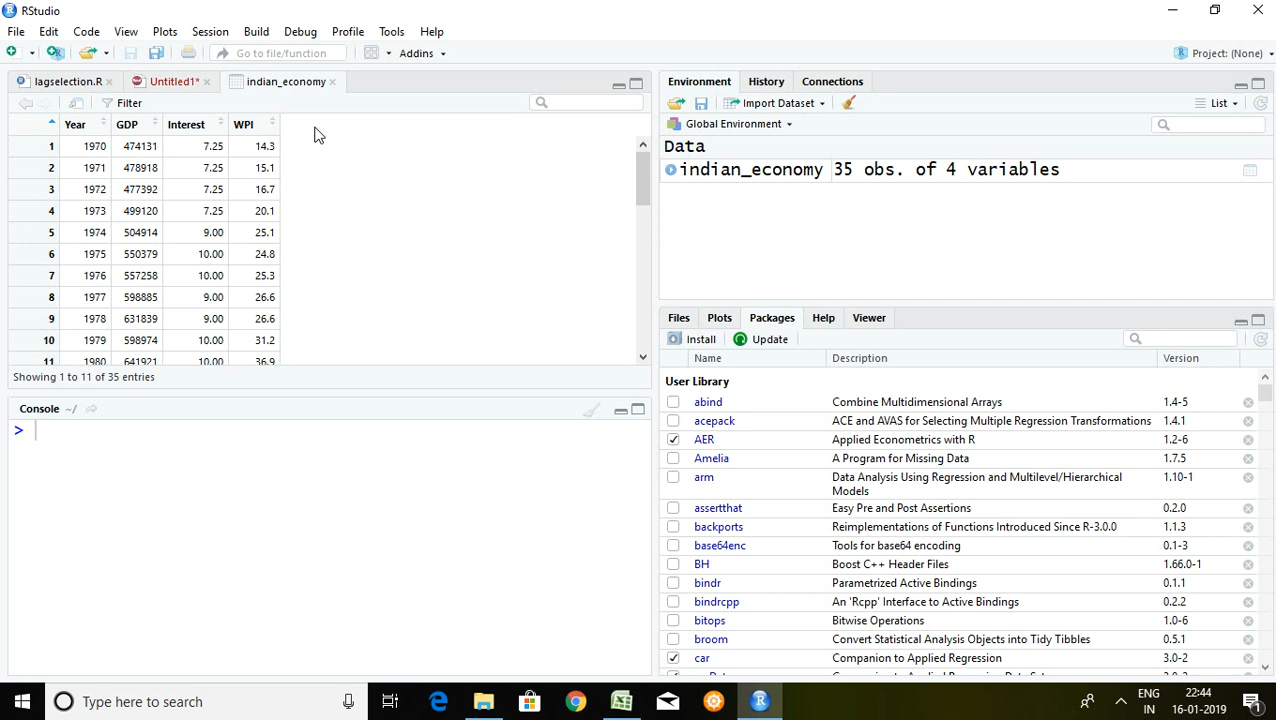 RStudio
File Edit Code View Plots Session Build Debug Profile Tools Help
Go to file/function Addins Project: (None)
lagselection.R Untitled1* indian_economy
Filter
Year GDP Interest WPI
1 1970 474131 7.25 14.3
2 1971 478918 7.25 15.1
3 1972 477392 7.25 16.7
4 1973 499120 7.25 20.1
5 1974 504914 9.00 25.1
6 1975 550379 10.00 24.8
7 1976 557258 10.00 25.3
8 1977 598885 9.00 26.6
9 1978 631839 9.00 26.6
10 1979 598974 10.00 31.2
11 1980 641921 10.00 36.9
Showing 1 to 11 of 35 entries
Console ~/
>
Environment History Connections
Import Dataset List
Global Environment
Data
indian_economy 35 obs. of 4 variables
Files Plots Packages Help Viewer
Install Update
Name Description Version
User Library
abind Combine Multidimensional Arrays 1.4-5
acepack ACE and AVAS for Selecting Multiple Regression Transformations 1.4.1
AER Applied Econometrics with R 1.2-6
Amelia A Program for Missing Data 1.7.5
arm Data Analysis Using Regression and Multilevel/Hierarchical 1.10-1
Models
assertthat Easy Pre and Post Assertions 0.2.0
backports Reimplementations of Functions Introduced Since R-3.0.0 1.1.3
base64enc Tools for base64 encoding 0.1-3
BH Boost C++ Header Files 1.66.0-1
bindr Parametrized Active Bindings 0.1.1
bindrcpp An 'Rcpp' Interface to Active Bindings 0.2.2
bitops Bitwise Operations 1.0-6
broom Convert Statistical Analysis Objects into Tidy Tibbles 0.5.1
car Companion to Applied Regression 3.0-2
Type here to search
ENG 22:44
IN 16-01-2019